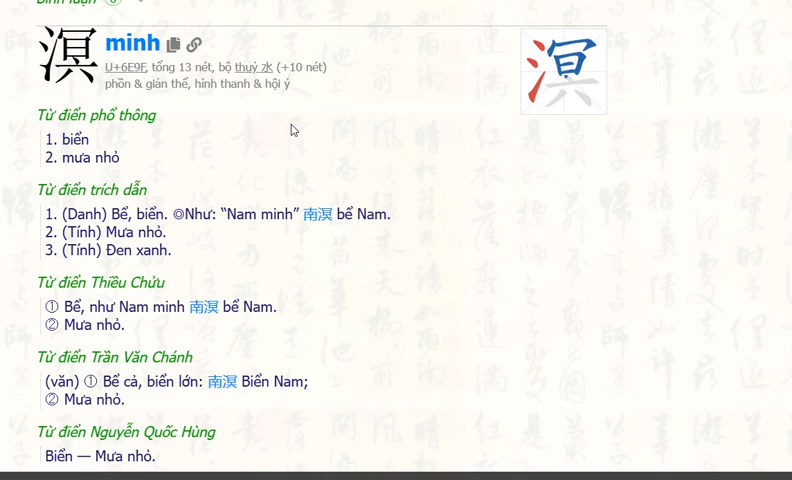 溟 minh
U+6E9F, tổng 13 nét, bộ thuỷ 水 (+10 nét)
phồn & giản thể, hình thanh & hội ý
溟
Từ điển phổ thông
1. biển
2. mưa nhỏ
Từ điển trích dẫn
1. (Danh) Bể, biển. ◎Như: “Nam minh” 南溟 bể Nam.
2. (Tính) Mưa nhỏ.
3. (Tính) Đen xanh.
Từ điển Thiều Chửu
① Bể, như Nam minh 南溟 bể Nam.
② Mưa nhỏ.
Từ điển Trần Văn Chánh
(văn) ① Bể cả, biển lớn: 南溟 Biển Nam;
② Mưa nhỏ.
Từ điển Nguyễn Quốc Hùng
Biển — Mưa nhỏ.